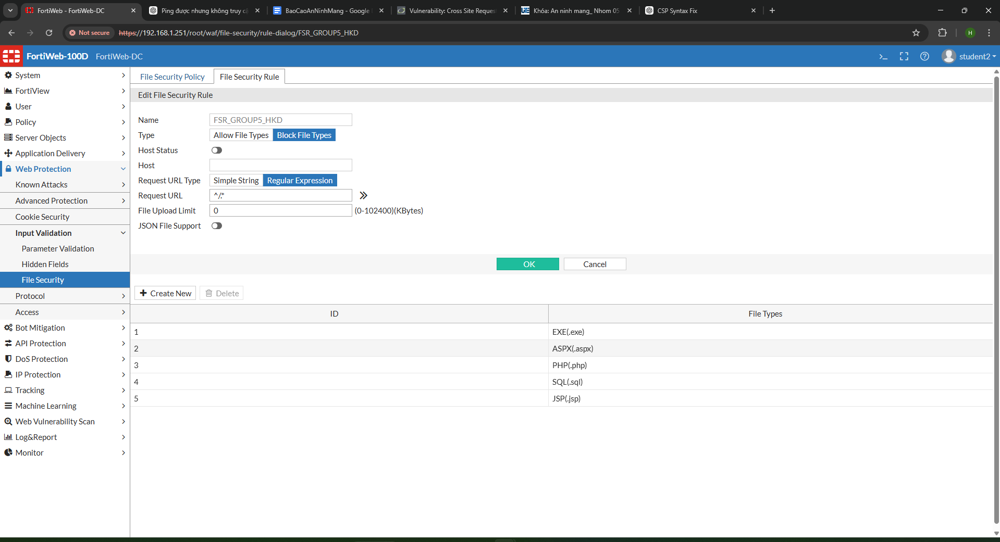 FortiWeb - FortiWeb-DC
Ping được nhưng không truy cậ
BaoCaoAnNinhMang - Google
Vulnerability: Cross Site Reques
Khóa: An ninh mang_ Nhom 05
CSP Syntax Fix
Not secure
https://192.168.1.251/root/waf/file-security/rule-dialog/FSR_GROUP5_HKD
H
FortiWeb-100D FortiWeb-DC
student2
System
FortiView
User
Policy
Server Objects
Application Delivery
Web Protection
Known Attacks
Advanced Protection
Cookie Security
Input Validation
Parameter Validation
Hidden Fields
File Security
Protocol
Access
Bot Mitigation
API Protection
DoS Protection
IP Protection
Tracking
Machine Learning
Web Vulnerability Scan
Log&Report
Monitor
File Security Policy File Security Rule
Edit File Security Rule
Name FSR_GROUP5_HKD
Type Allow File Types Block File Types
Host Status
Host
Request URL Type Simple String Regular Expression
Request URL ^/.*
File Upload Limit 0 (0-102400)(KBytes)
JSON File Support
OK Cancel
Create New Delete
ID File Types
1 EXE(.exe)
2 ASPX(.aspx)
3 PHP(.php)
4 SQL(.sql)
5 JSP(.jsp)